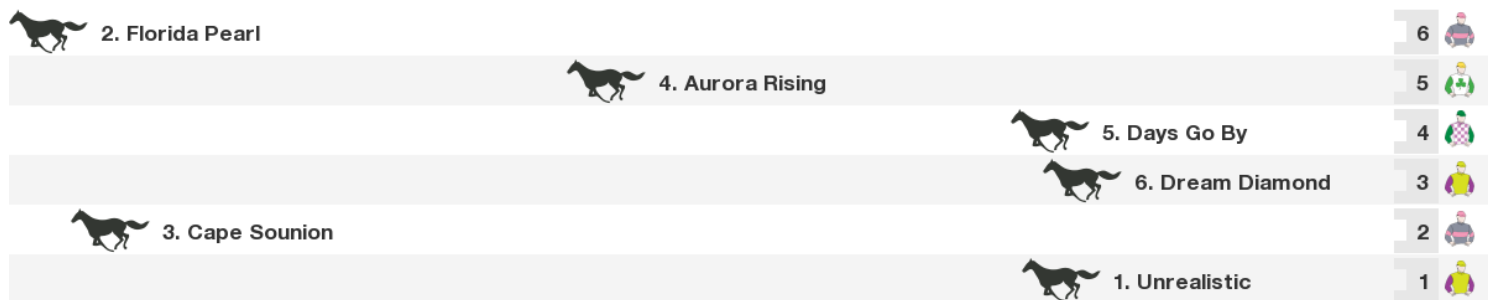 2. Florida Pearl 6
4. Aurora Rising 5
5. Days Go By 4
6. Dream Diamond 3
3. Cape Sounion 2
1. Unrealistic 1